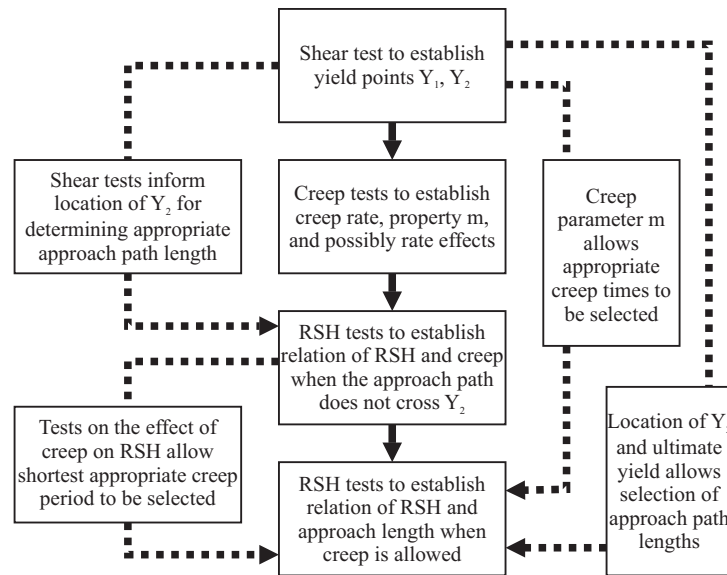 Shear test to establish
yield points Y₁, Y₂
Shear tests inform
location of Y₂ for
determining appropriate
approach path length
Creep tests to establish
creep rate, property m,
and possibly rate effects
Creep
parameter m
allows
appropriate
creep times to
be selected
RSH tests to establish
relation of RSH and creep
when the approach path
does not cross Y₂
Tests on the effect of
creep on RSH allow
shortest appropriate creep
period to be selected
RSH tests to establish
relation of RSH and
approach length when
creep is allowed
Location of Y
and ultimate
yield allows
selection of
approach path
lengths